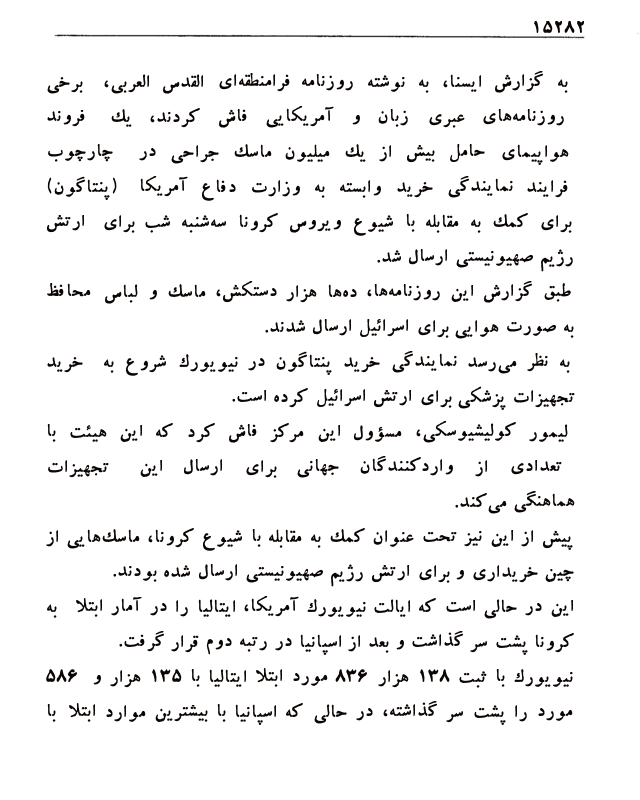 ۱۵۲۸۲
به گزارش ایسنا، به نوشته روزنامه فرامنطقه‌ای القدس العربی، برخی
روزنامه‌های عبری زبان و آمریکایی فاش کردند، یك فروند
هواپیمای حامل بیش از یك میلیون ماسك جراحی در چارچوب
فرایند نمایندگی خرید وابسته به وزارت دفاع آمریکا (پنتاگون)
برای کمك به مقابله با شیوع ویروس کرونا سه‌شنبه شب برای ارتش
رژیم صهیونیستی ارسال شد.
طبق گزارش این روزنامه‌ها، ده‌ها هزار دستکش، ماسك و لباس محافظ
به صورت هوایی برای اسرائیل ارسال شدند.
به نظر می‌رسد نمایندگی خرید پنتاگون در نیویورك شروع به خرید
تجهیزات پزشکی برای ارتش اسرائیل کرده است.
لیمور کولیشیوسکی، مسؤول این مرکز فاش کرد که این هیئت با
تعدادی از واردکنندگان جهانی برای ارسال این تجهیزات
هماهنگی می‌کند.
پیش از این نیز تحت عنوان کمك به مقابله با شیوع کرونا، ماسك‌هایی از
چین خریداری و برای ارتش رژیم صهیونیستی ارسال شده بودند.
این در حالی است که ایالت نیویورك آمریکا، ایتالیا را در آمار ابتلا به
کرونا پشت سر گذاشت و بعد از اسپانیا در رتبه دوم قرار گرفت.
نیویورك با ثبت ۱۳۸ هزار ۸۳۶ مورد ابتلا ایتالیا با ۱۳۵ هزار و ۵۸۶
مورد را پشت سر گذاشته، در حالی که اسپانیا با بیشترین موارد ابتلا با